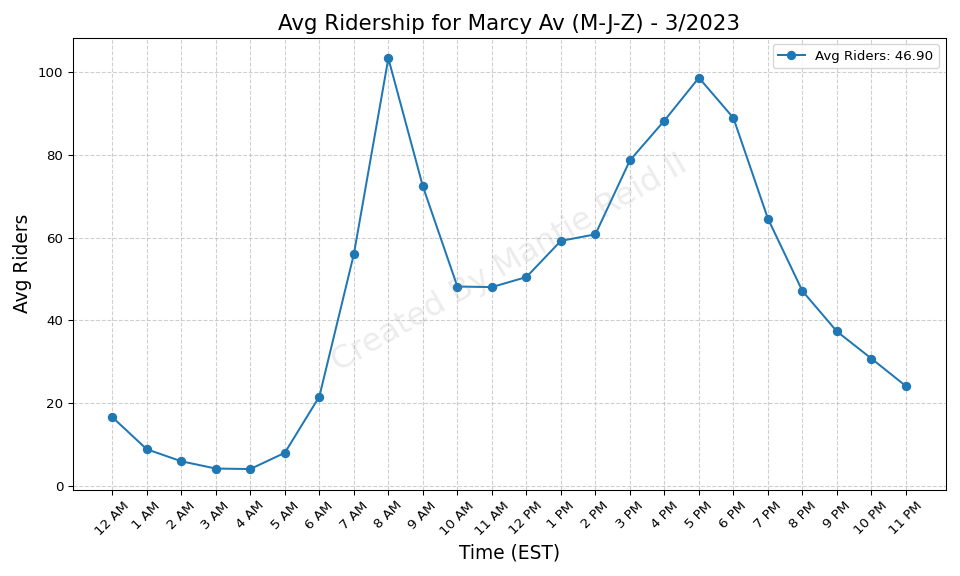 Avg Ridership for Marcy Av (M-J-Z) - 3/2023
Avg Riders: 46.90
Avg Riders
100
80
60
40
20
0
Created By Mantie Reid II
12 AM
1 AM
2 AM
3 AM
4 AM
5 AM
6 AM
7 AM
8 AM
9 AM
10 AM
11 AM
12 PM
1 PM
2 PM
3 PM
4 PM
5 PM
6 PM
7 PM
8 PM
9 PM
10 PM
11 PM
Time (EST)